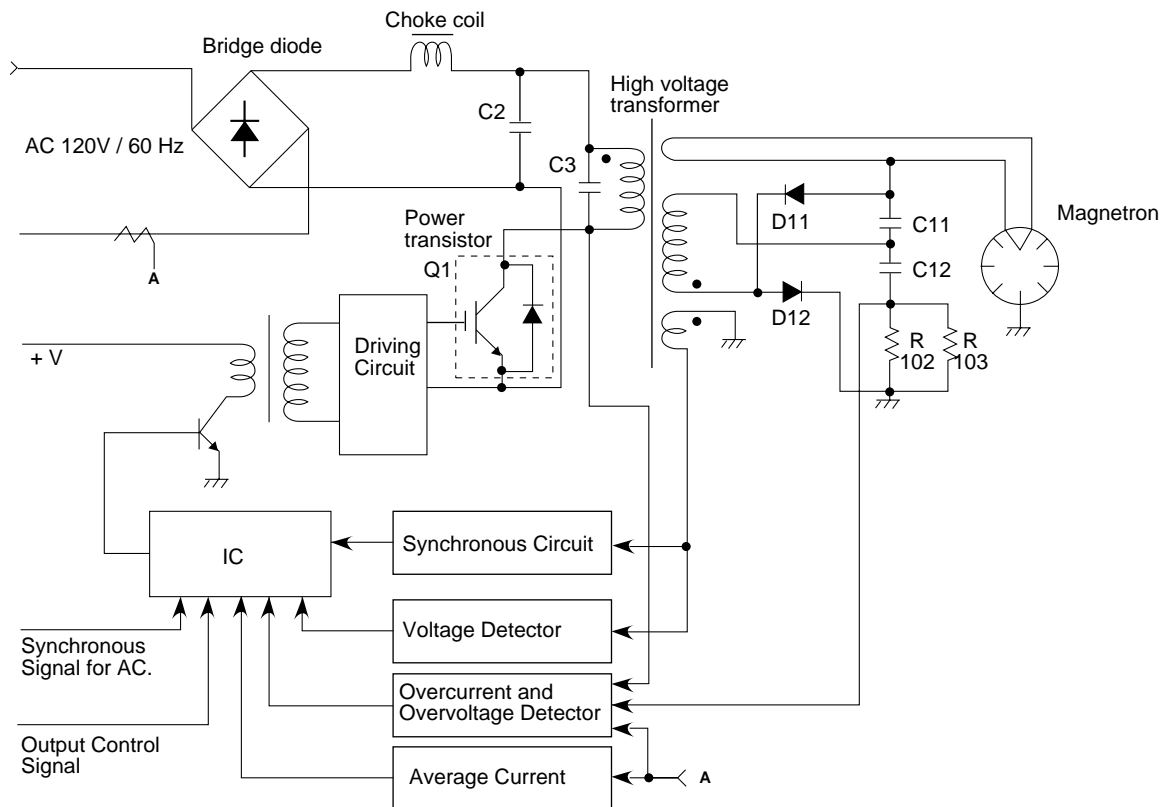 Choke coil
Bridge diode
High voltage
transformer
C2
AC 120V / 60 Hz
C3
Magnetron
D11
C11
Power
transistor
Q1
C12
A
D12
R
102
R
103
+ V
Driving
Circuit
IC
Synchronous Circuit
Voltage Detector
Synchronous
Signal for AC.
Overcurrent and
Overvoltage Detector
Output Control
Signal
Average Current
A